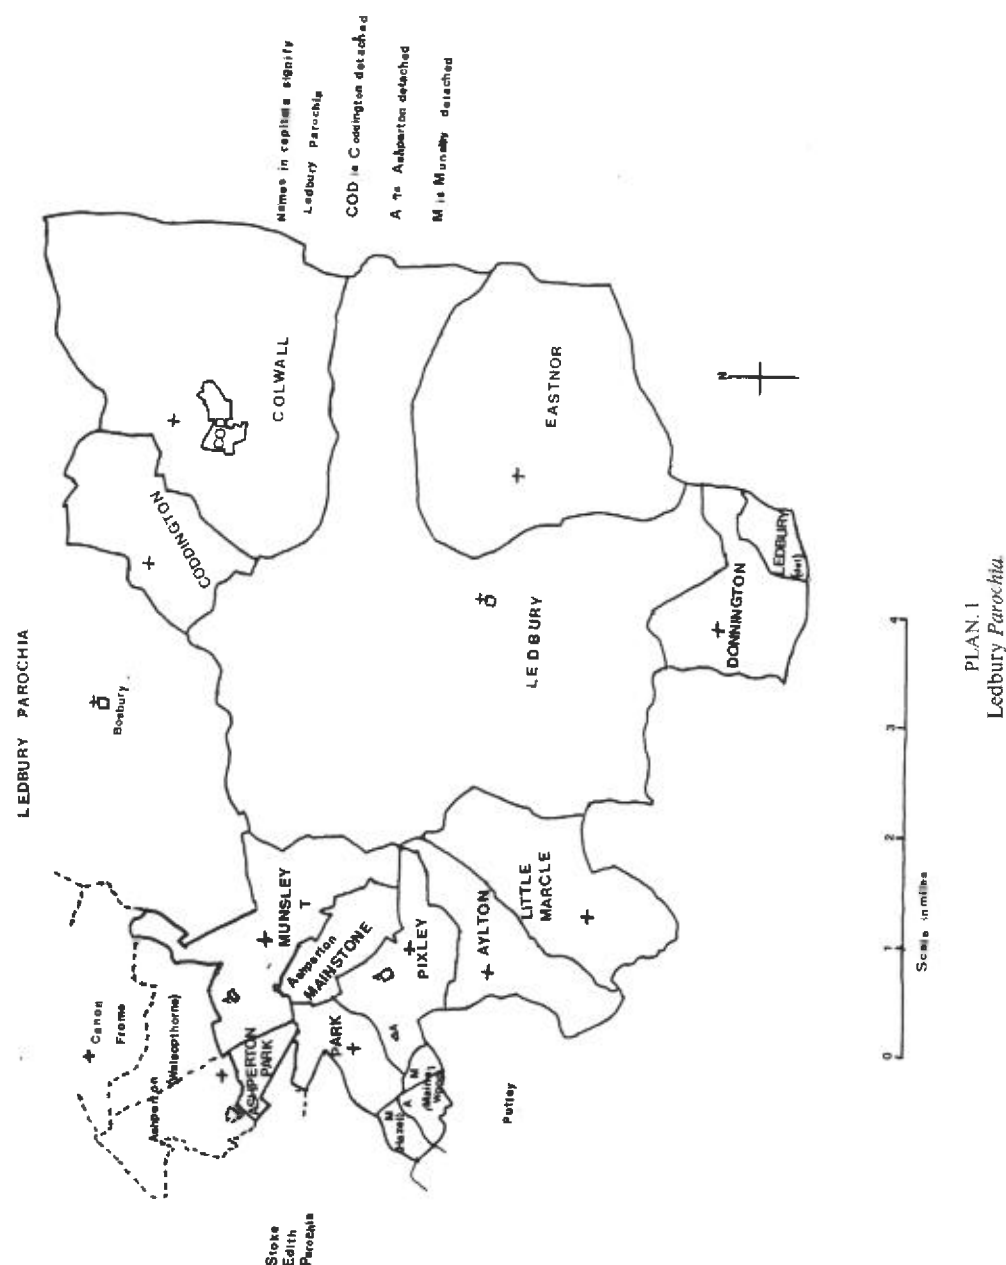 LEDBURY PAROCHIA
Names in capitals signify
Ledbury Parochia
COD is Coddington detached
A is Ashperton detached
M is Munsley detached
COLWALL
COD
CODDINGTON
EASTNOR
N
Bosbury
LEDBURY
DONNINGTON
LEDBURY
(det)
Canon
Frome
Ashperton
(Walsopthorne)
MUNSLEY
T
ASHPERTON
PARK
Ashperton
MAINSTONE
PARK
PIXLEY
AYLTON
LITTLE
MARCLE
A
M
M
(Hazel)
A
(Mains
Wood)
Putley
Stoke
Edith
Parochia
0
1
2
3
4
Scale in miles
PLAN. 1
Ledbury Parochia